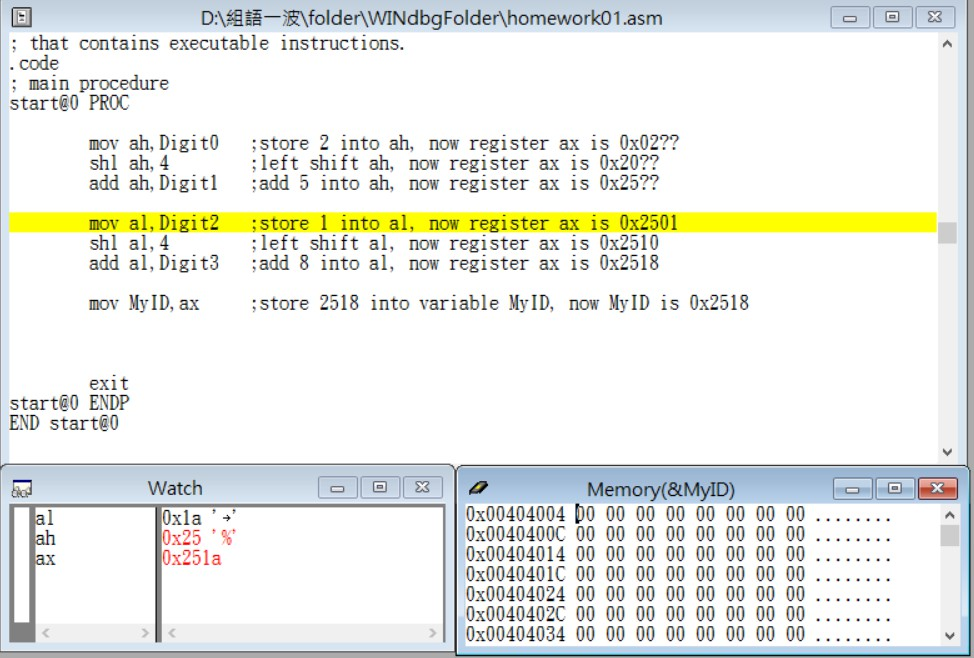 D:\組語一波\folder\WINdbgFolder\homework01.asm
; that contains executable instructions.
.code
; main procedure
start@0 PROC
mov ah,Digit0 ;store 2 into ah, now register ax is 0x02??
shl ah,4 ;left shift ah, now register ax is 0x20??
add ah,Digit1 ;add 5 into ah, now register ax is 0x25??
mov al,Digit2 ;store 1 into al, now register ax is 0x2501
shl al,4 ;left shift al, now register ax is 0x2510
add al,Digit3 ;add 8 into al, now register ax is 0x2518
mov MyID,ax ;store 2518 into variable MyID, now MyID is 0x2518
exit
start@0 ENDP
END start@0
Watch
al 0x1a '→'
ah 0x25 '%'
ax 0x251a
Memory(&MyID)
0x00404004 00 00 00 00 00 00 00 00 ........
0x0040400C 00 00 00 00 00 00 00 00 ........
0x00404014 00 00 00 00 00 00 00 00 ........
0x0040401C 00 00 00 00 00 00 00 00 ........
0x00404024 00 00 00 00 00 00 00 00 ........
0x0040402C 00 00 00 00 00 00 00 00 ........
0x00404034 00 00 00 00 00 00 00 00 ........